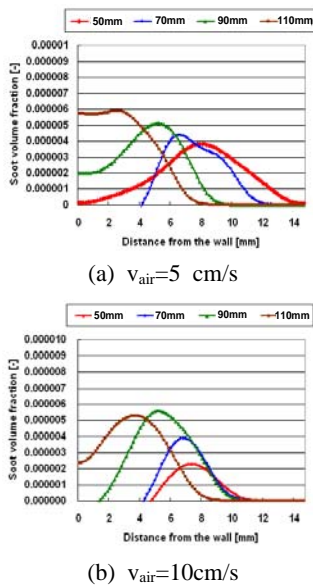 50mm 70mm 90mm 110mm
Soot volume fraction [-]
0.00001
0.000009
0.000008
0.000007
0.000006
0.000005
0.000004
0.000003
0.000002
0.000001
0
0 2 4 6 8 10 12 14
Distance from the wall [mm]
(a) vair=5 cm/s
50mm 70mm 90mm 110mm
Soot volume fraction [-]
0.000010
0.000009
0.000008
0.000007
0.000006
0.000005
0.000004
0.000003
0.000002
0.000001
0.000000
0 2 4 6 8 10 12 14
Distance from the wall [mm]
(b) vair=10cm/s